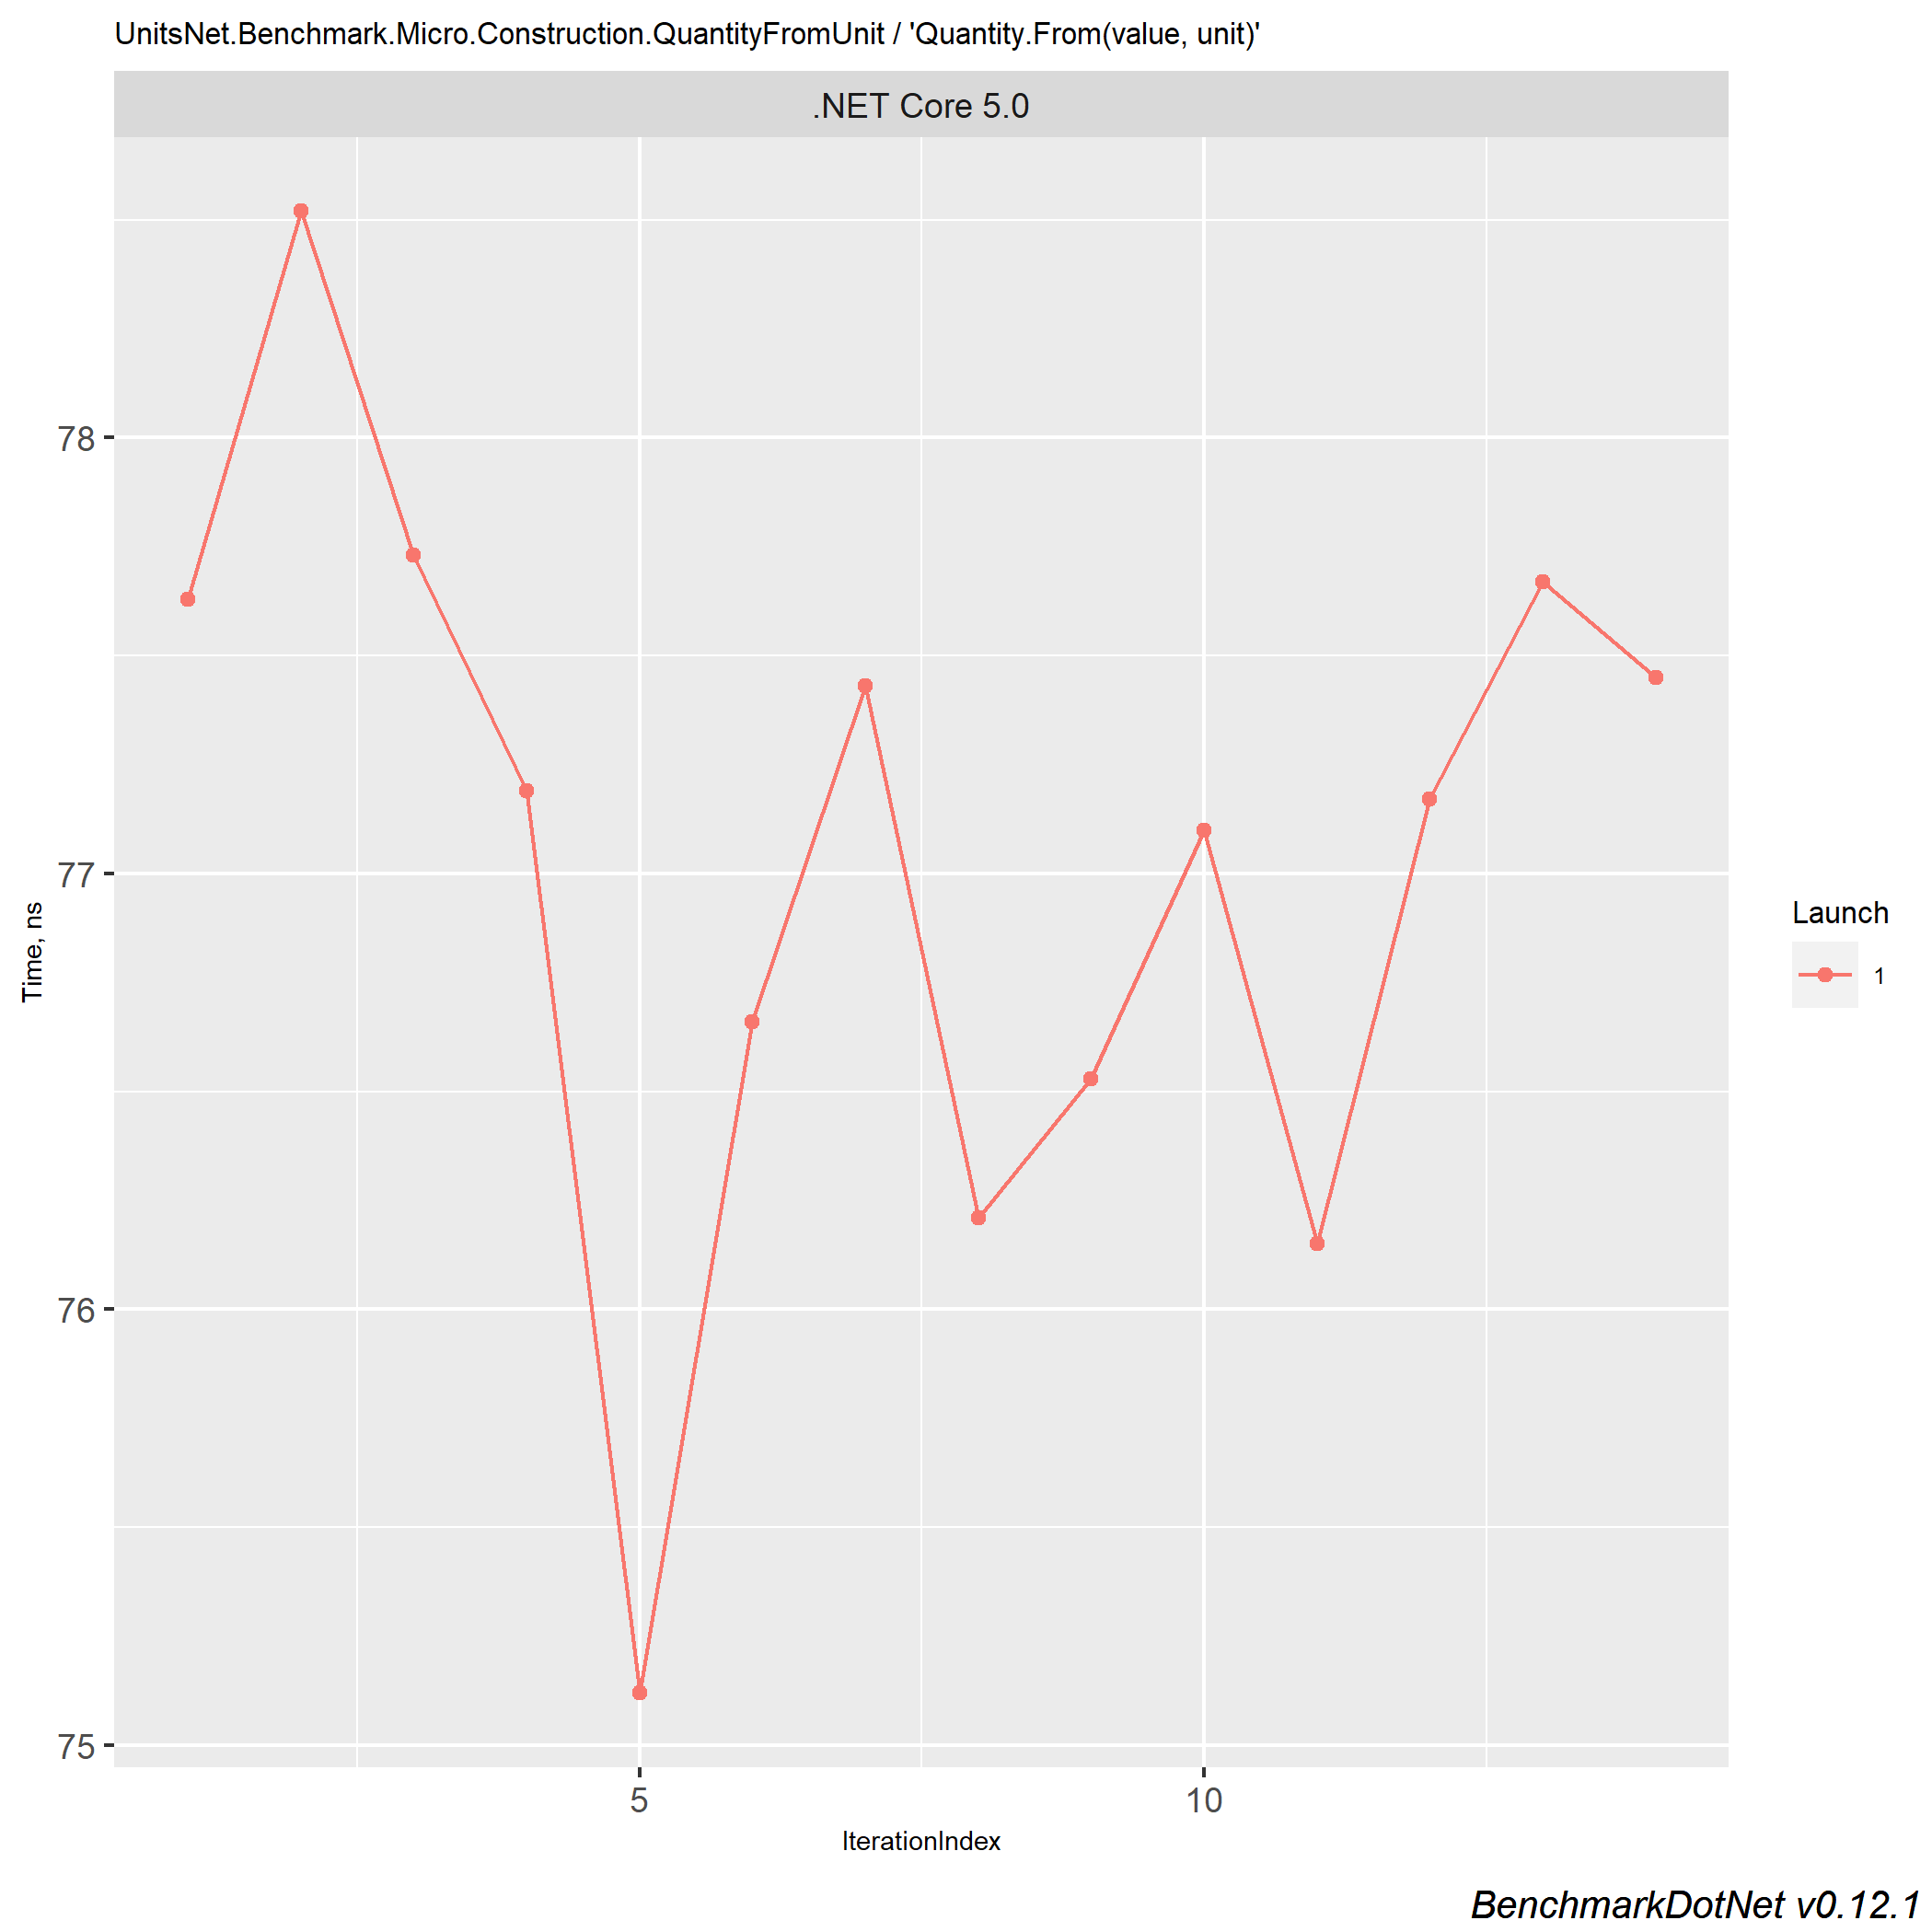 UnitsNet.Benchmark.Micro.Construction.QuantityFromUnit / 'Quantity.From(value, unit)'
.NET Core 5.0
78
77
76
75
Time, ns
5
10
IterationIndex
Launch
1
BenchmarkDotNet v0.12.1